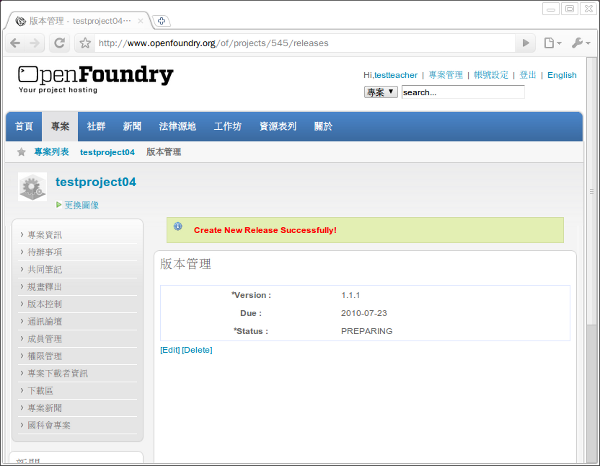 版本管理 - testproject04···
http://www.openfoundry.org/of/projects/545/releases
OpenFoundry
Your project hosting
Hi,testteacher | 專案管理 | 帳號設定 | 登出 | English
專案 search...
首頁 專案 社群 新聞 法律源地 工作坊 資源表列 關於
專案列表 testproject04 版本管理
testproject04
更換圖像
Create New Release Successfully!
專案資訊
待辦事項
共同筆記
規畫釋出
版本控制
通訊論壇
成員管理
權限管理
專案下載者資訊
下載區
專案新聞
國科會專案
版本管理
*Version : 1.1.1
Due : 2010-07-23
*Status : PREPARING
[Edit] [Delete]